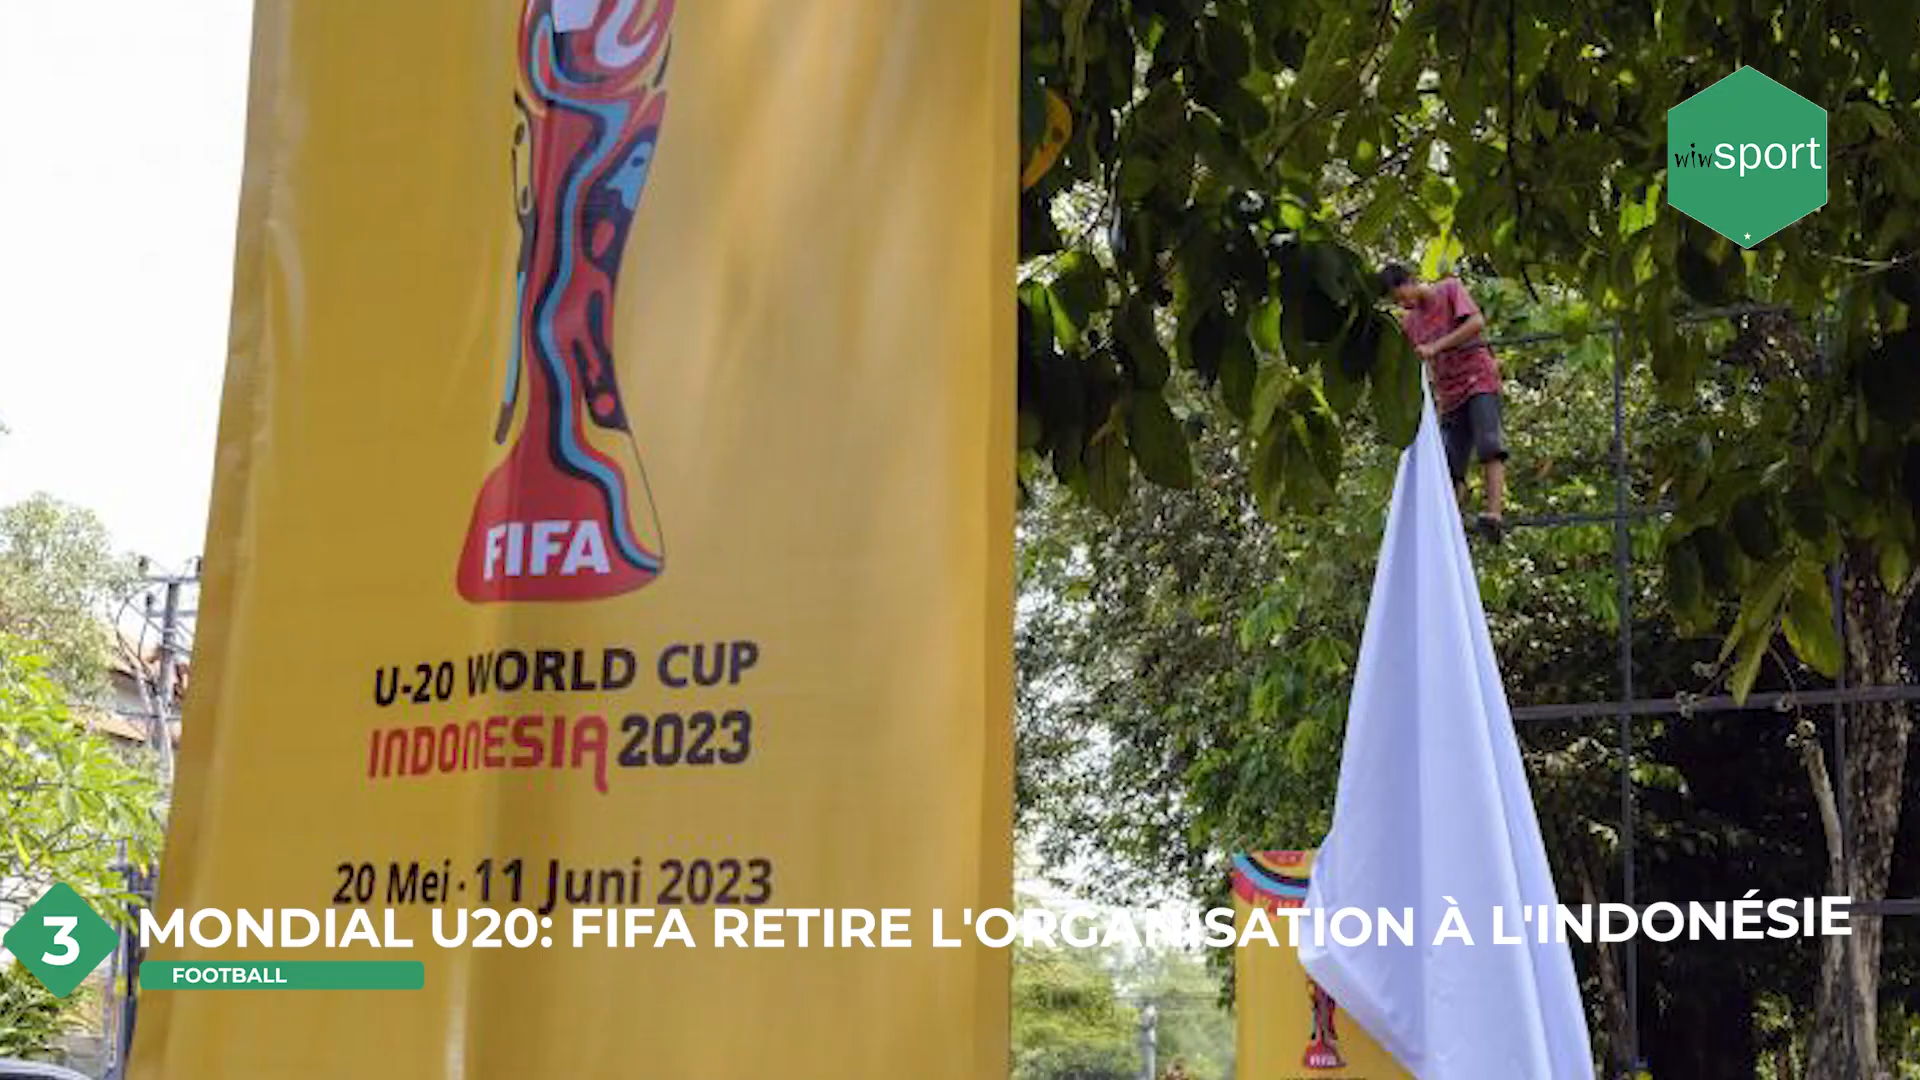 wiwsport
FIFA
U-20 WORLD CUP
INDONESIA 2023
20 Mei · 11 Juni 2023
3
MONDIAL U20: FIFA RETIRE L'ORGANISATION À L'INDONÉSIE
FOOTBALL
FIFA